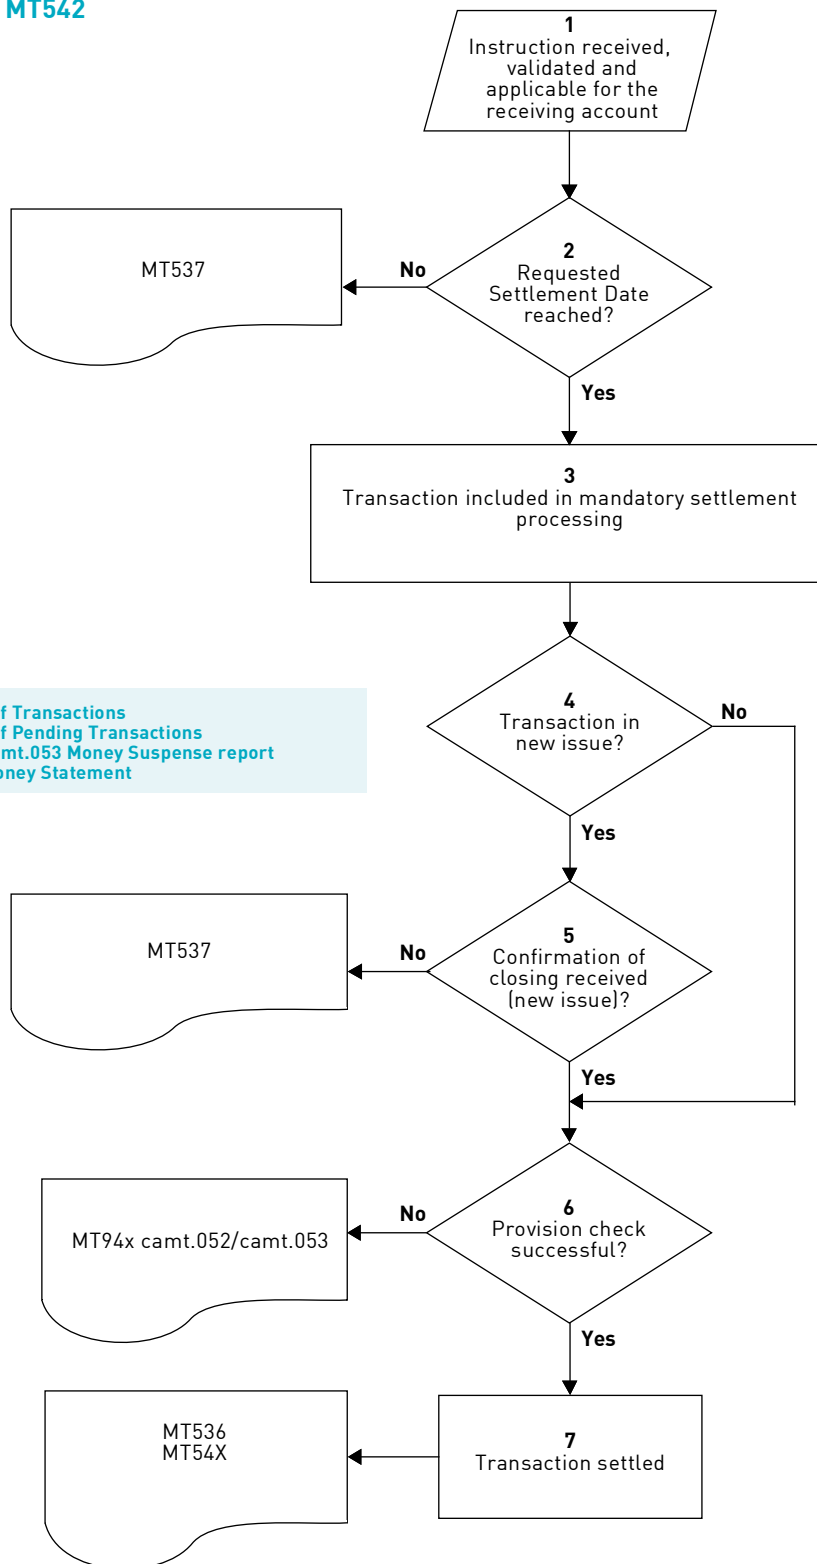 MT542
1
Instruction received,
validated and
applicable for the
receiving account
MT537
No
2
Requested
Settlement Date
reached?
Yes
3
Transaction included in mandatory settlement
processing
4
Transaction in
new issue?
No
f Transactions
f Pending Transactions
mt.053 Money Suspense report
oney Statement
Yes
MT537
No
5
Confirmation of
closing received
(new issue)?
Yes
MT94x camt.052/camt.053
No
6
Provision check
successful?
Yes
MT536
MT54X
7
Transaction settled